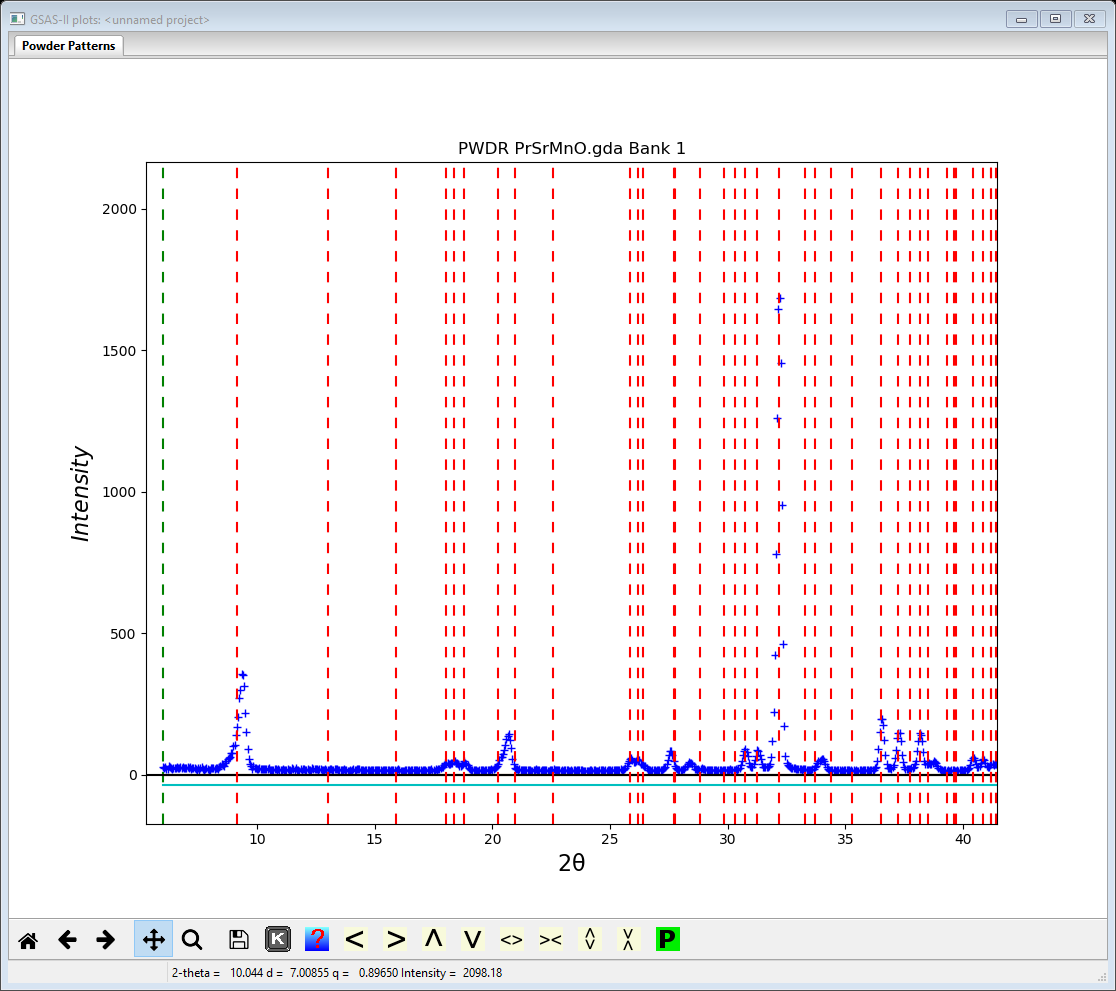 GSAS-II plots: <unnamed project>
Powder Patterns
PWDR PrSrMnO.gda Bank 1
2000
1500
1000
500
0
Intensity
10 15 20 25 30 35 40
2θ
K ? < > Λ V <> >< P
2-theta = 10.044 d = 7.00855 q = 0.89650 Intensity = 2098.18